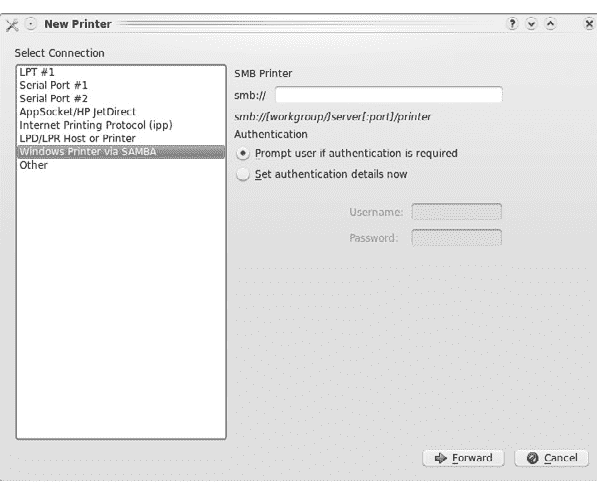 New Printer
Select Connection
LPT #1
Serial Port #1
Serial Port #2
AppSocket/HP JetDirect
Internet Printing Protocol (ipp)
LPD/LPR Host or Printer
Windows Printer via SAMBA
Other
SMB Printer
smb://
smb://[workgroup/]server[:port]/printer
Authentication
Prompt user if authentication is required
Set authentication details now
Username:
Password:
Forward
Cancel